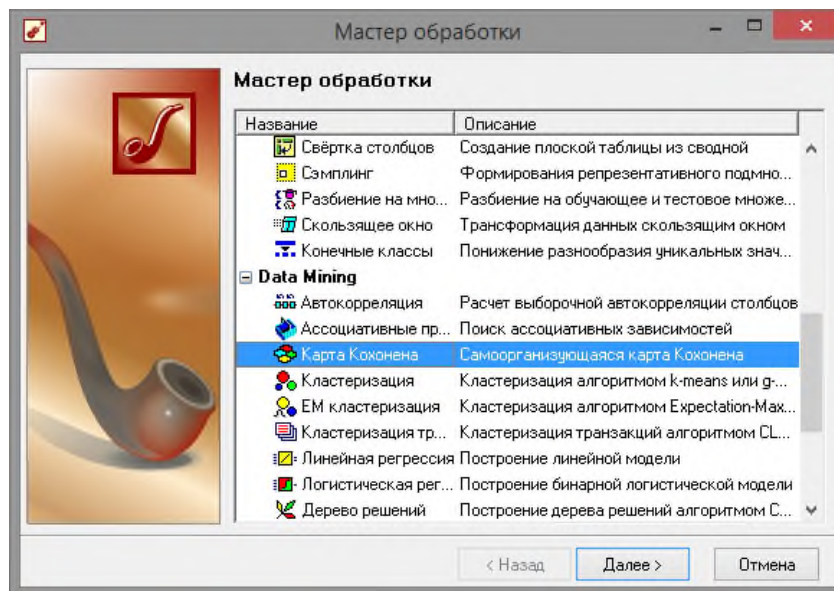 Мастер обработки
Мастер обработки
Название Описание
Свёртка столбцов Создание плоской таблицы из сводной
Сэмплинг Формирования репрезентативного подмно...
Разбиение на мно... Разбиение на обучающее и тестовое множе...
Скользящее окно Трансформация данных скользящим окном
Конечные классы Понижение разнообразия уникальных знач...
Data Mining
Автокорреляция Расчет выборочной автокорреляции столбцов
Ассоциативные пр... Поиск ассоциативных зависимостей
Карта Кохонена Самоорганизующаяся карта Кохонена
Кластеризация Кластеризация алгоритмом k-means или g-...
EM кластеризация Кластеризация алгоритмом Expectation-Max...
Кластеризация тр... Кластеризация транзакций алгоритмом CL...
Линейная регрессия Построение линейной модели
Логистическая рег... Построение бинарной логистической модели
Дерево решений Построение дерева решений алгоритмом C...
< Назад Далее > Отмена